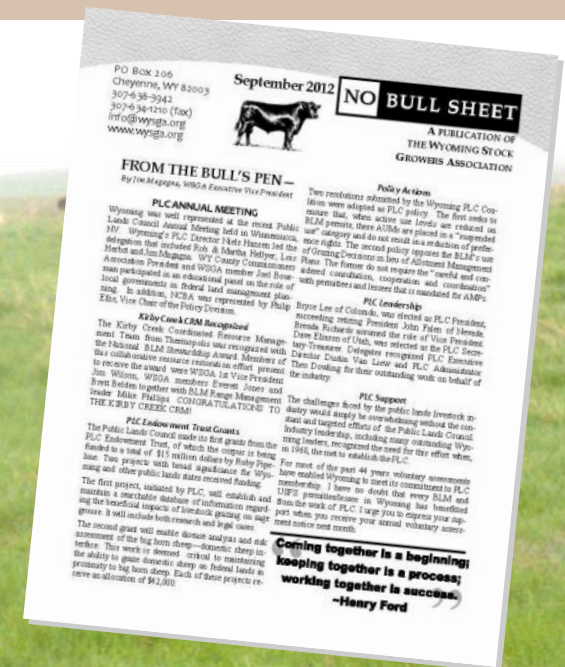 PO Box 206
Cheyenne, WY 82003
307-638-3942
307-634-1210 (fax)
info@wysga.org
www.wysga.org
September 2012
NO BULL SHEET
A PUBLICATION OF
THE WYOMING STOCK
GROWERS ASSOCIATION
FROM THE BULL'S PEN —
By Jim Magagna, WSGA Executive Vice President
PLC ANNUAL MEETING
Wyoming was well represented at the recent Public
Lands Council Annual Meeting held in Winnemucca,
NV. Wyoming's PLC Director Niels Hansen led the
delegation that included Rob & Martha Hellyer, Lois
Herbst and Jim Magagna. WY County Commissioners
Association President and WSGA member Joel Bous-
man participated in an educational panel on the role of
local governments in federal land management plan-
ning. In addition, NCBA was represented by Philip
Ellis, Vice Chair of the Policy Division.
Kirby Creek CRM Recognized
The Kirby Creek Coordinated Resource Manage-
ment Team from Thermopolis was recognized with
the National BLM Stewardship Award. Members of
this collaborative resource restoration effort present
to receive the award were WSGA 1st Vice President
Jim Wilson, WSGA members Everett Jones and
Brett Belden together with BLM Range Management
leader Mike Phillips CONGRATULATIONS TO
THE KIRBY CREEK CRM!
PLC Endowment Trust Grants
The Public Lands Council made its first grants from the
PLC Endowment Trust, of which the corpus is being
funded to a total of $15 million dollars by Ruby Pipe-
line. Two projects with broad significance for Wyo-
ming and other public lands states received funding.
The first project, initiated by PLC, will establish and
maintain a searchable database of information regard-
ing the beneficial impacts of livestock grazing on sage
grouse. It will include both research and legal cases.
The second grant will enable disease analysis and risk
assessment of the big horn sheep—domestic sheep in-
terface. This work is deemed critical to maintaining
the ability to graze domestic sheep on federal lands in
proximity to big horn sheep. Each of these projects re-
ceive an allocation of $42,000.
Policy Actions
Two resolutions submitted by the Wyoming PLC Coa-
lition were adopted as PLC policy. The first seeks to
ensure that, when active use levels are reduced on
BLM permits, these AUMs are placed in a "suspended
use" category and do not result in a reduction of prefer-
ence rights. The second policy opposes the BLM's use
of Grazing Decisions in lieu of Allotment Management
Plans. The former do not require the "careful and con-
sidered consultation, cooperation and coordination"
with permittees and lessees that is mandated for AMPs.
PLC Leadership
Bryce Lee of Colorado, was elected as PLC President,
succeeding retiring President John Falen of Nevada.
Brenda Richards assumed the role of Vice President.
Dave Eliason of Utah, was selected as the PLC Secre-
tary-Treasurer. Delegates recognized PLC Executive
Director Dustin Van Liew and PLC Administrator
Theo Dowling for their outstanding work on behalf of
the industry.
PLC Support
The challenges faced by the public lands livestock in-
dustry would simply be overwhelming without the con-
stant and targeted efforts of the Public Lands Council.
Industry leadership, including many outstanding Wyo-
ming leaders, recognized the need for this effort when,
in 1968, the met to establish the PLC.
For most of the past 44 years voluntary assessments
have enabled Wyoming to meet its commitment to PLC
membership. I have no doubt that every BLM and
USFS permittee/lessee in Wyoming has benefitted
from the work of PLC. I urge you to express your sup-
port when you receive your annual voluntary assess-
ment notice next month.
"Coming together is a beginning;
keeping together is a process;
working together is success."
~Henry Ford